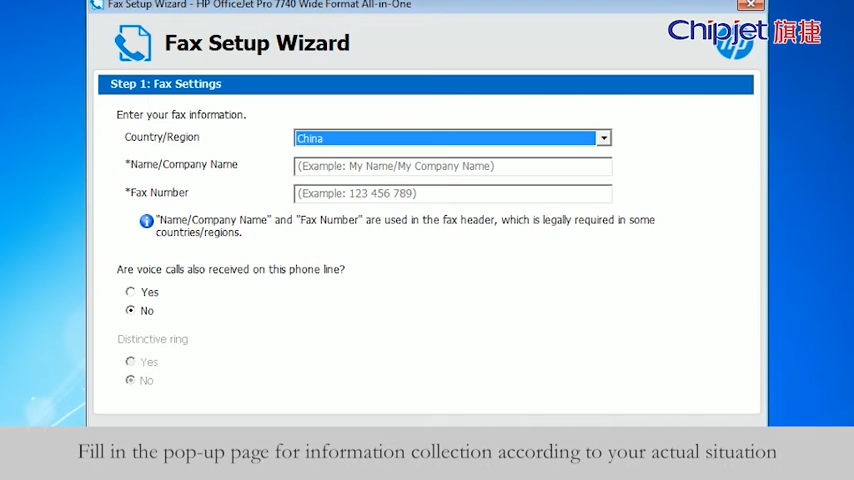 Fax Setup Wizard - HP OfficeJet Pro 7740 Wide Format All-in-One
Chipjet 旗捷
Fax Setup Wizard
Step 1: Fax Settings
Enter your fax information.
Country/Region
China
*Name/Company Name
(Example: My Name/My Company Name)
*Fax Number
(Example: 123 456 789)
"Name/Company Name" and "Fax Number" are used in the fax header, which is legally required in some
countries/regions.
Are voice calls also received on this phone line?
Yes
No
Distinctive ring
Yes
No
Fill in the pop-up page for information collection according to your actual situation